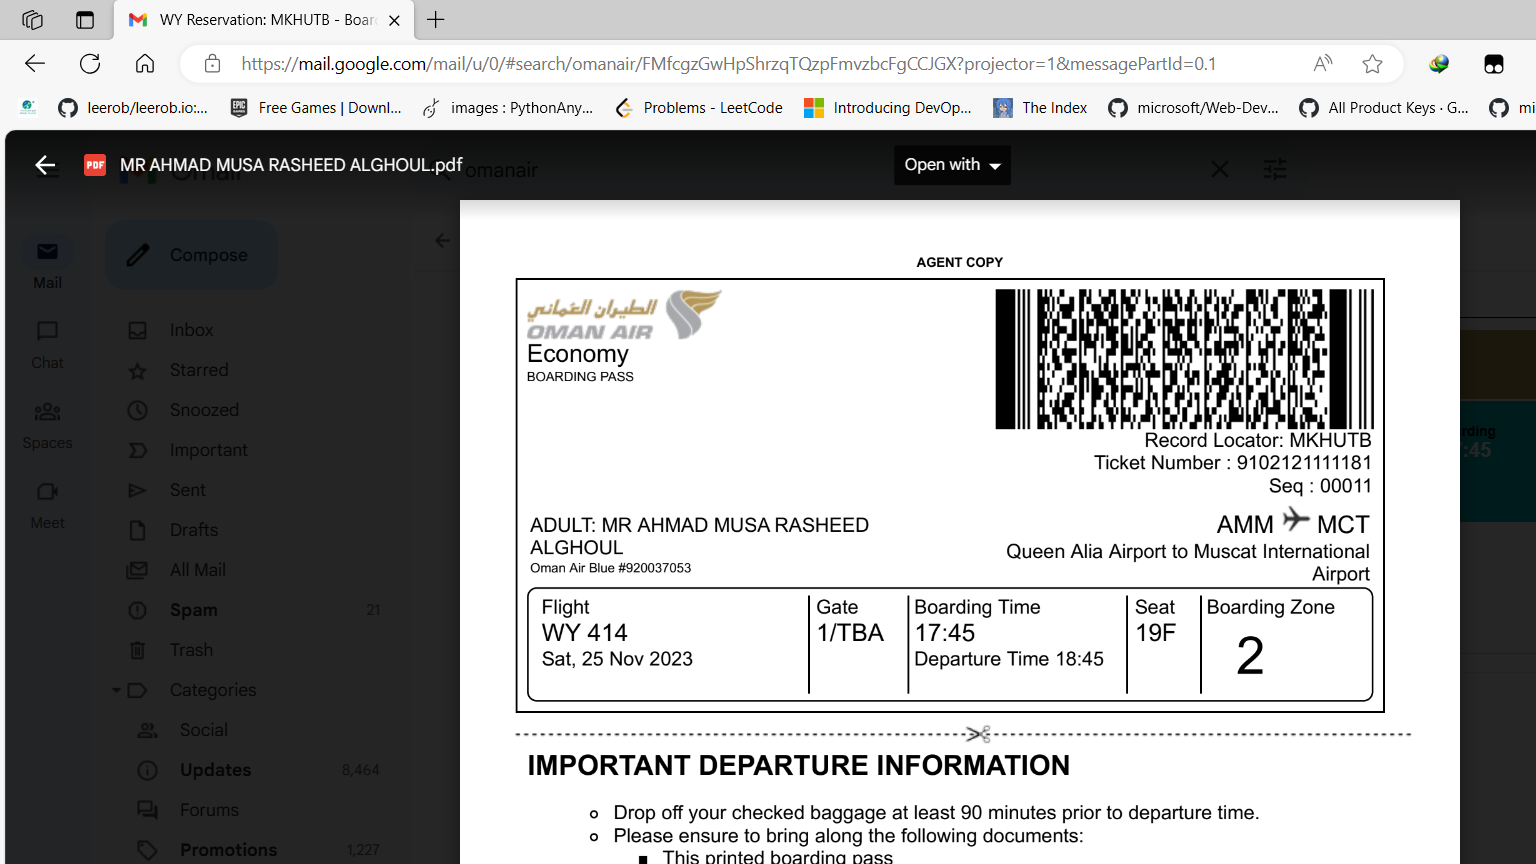 WY Reservation: MKHUTB - Boar
https://mail.google.com/mail/u/0/#search/omanair/FMfcgzGwHpShrzqTQzpFmvzbcFgCCJGX?projector=1&messagePartId=0.1
leerob/leerob.io:...
EPIC
GAMES
Free Games | Downl...
images : PythonAny...
Problems - LeetCode
Introducing DevOp...
The Index
microsoft/Web-Dev...
All Product Keys · G...
mi
PDF
MR AHMAD MUSA RASHEED ALGHOUL.pdf
omanair
Open with
Compose
Mail
Inbox
Chat
Starred
Snoozed
Spaces
Important
Sent
Meet
Drafts
All Mail
Spam 21
Trash
Categories
Social
Updates 8,464
Forums
Promotions 1,227
rding
:45
AGENT COPY
الطيران العماني
OMAN AIR
Economy
BOARDING PASS
Record Locator: MKHUTB
Ticket Number : 9102121111181
Seq : 00011
ADULT: MR AHMAD MUSA RASHEED
ALGHOUL
Oman Air Blue #920037053
AMM MCT
Queen Alia Airport to Muscat International
Airport
Flight Gate Boarding Time Seat Boarding Zone
WY 414 1/TBA 17:45 19F 2
Sat, 25 Nov 2023 Departure Time 18:45
IMPORTANT DEPARTURE INFORMATION
Drop off your checked baggage at least 90 minutes prior to departure time.
Please ensure to bring along the following documents:
This printed boarding pass